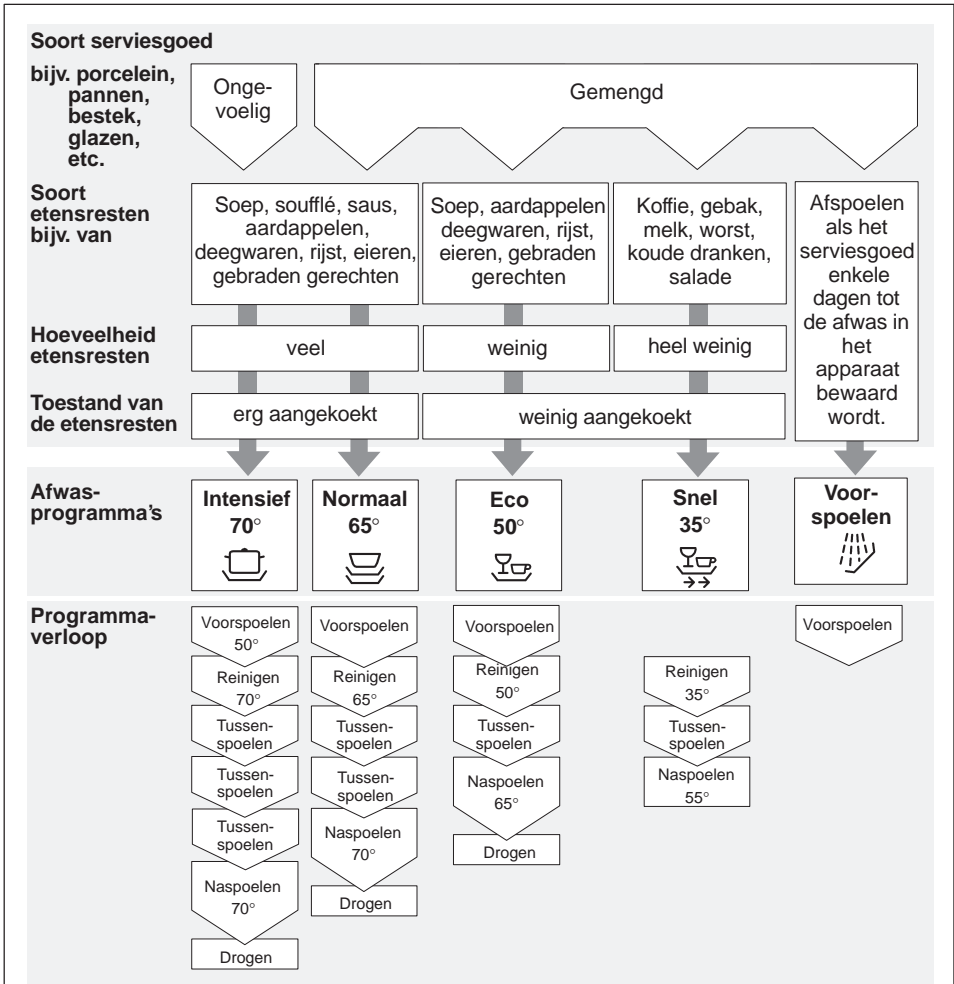 Soort serviesgoed
bijv. porcelein,
pannen,
bestek,
glazen,
etc.
Onge-
voelig
Gemengd
Soort
etensresten
bijv. van
Soep, soufflé, saus,
aardappelen,
deegwaren, rijst, eieren,
gebraden gerechten
Soep, aardappelen
deegwaren, rijst,
eieren, gebraden
gerechten
Koffie, gebak,
melk, worst,
koude dranken,
salade
Afspoelen
als het
serviesgoed
enkele
dagen tot
de afwas in
het
apparaat
bewaard
wordt.
Hoeveelheid
etensresten
veel
weinig
heel weinig
Toestand van
de etensresten
erg aangekoekt
weinig aangekoekt
Afwas-
programma's
Intensief
70°
Normaal
65°
Eco
50°
Snel
35°
Voor-
spoelen
Programma-
verloop
Voorspoelen
50°
Reinigen
70°
Tussen-
spoelen
Tussen-
spoelen
Tussen-
spoelen
Naspoelen
70°
Drogen
Voorspoelen
Reinigen
65°
Tussen-
spoelen
Tussen-
spoelen
Naspoelen
70°
Drogen
Voorspoelen
Reinigen
50°
Tussen-
spoelen
Naspoelen
65°
Drogen
Reinigen
35°
Tussen-
spoelen
Naspoelen
55°
Voorspoelen